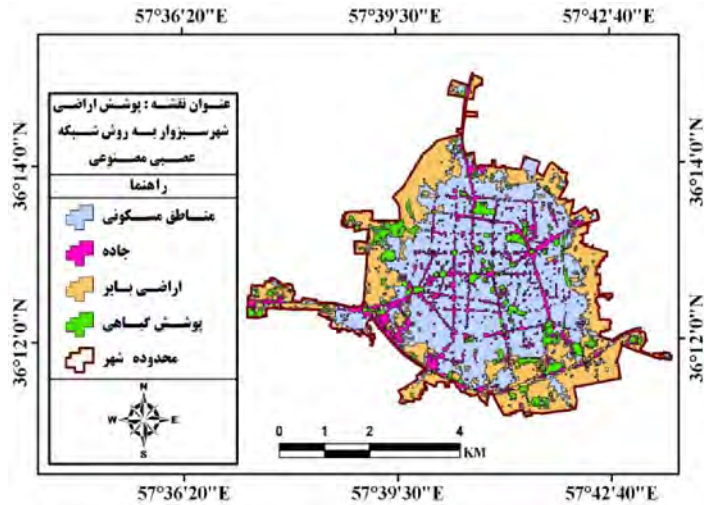 57°36'20''E 57°39'30''E 57°42'40''E
عنوان نقشه : پوشش اراضی
شهرسبزوار به روش شبکه
عصبی مصنوعی
راهنما
مناطق مسکونی
جاده
اراضی بایر
پوشش گیاهی
محدوده شهر
N
W E
S
36°14'0''N 36°14'0''N
36°12'0''N 36°12'0''N
0 1 2 4
KM
57°36'20''E 57°39'30''E 57°42'40''E